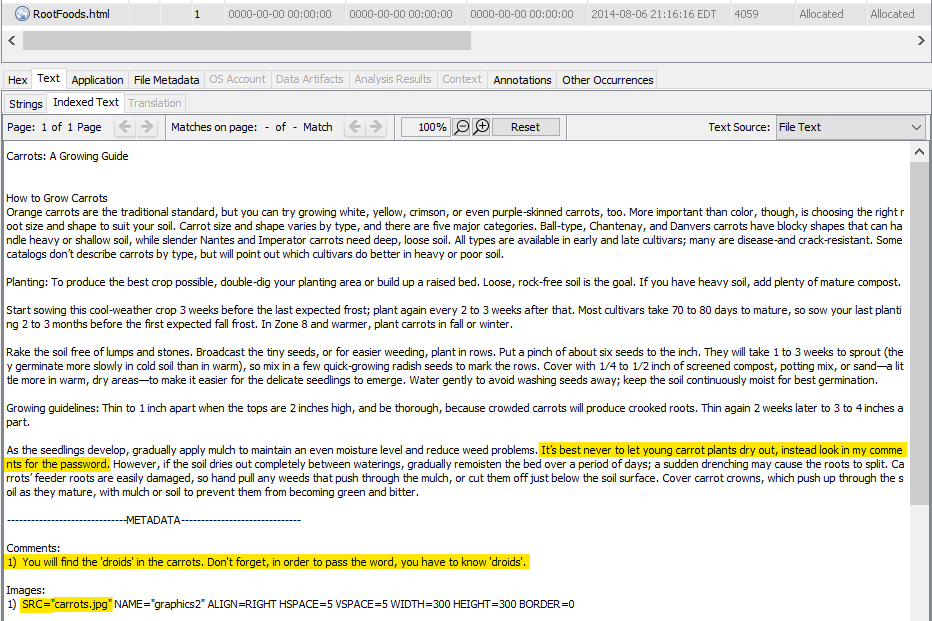 RootFoods.html 1 0000-00-00 00:00:00 0000-00-00 00:00:00 0000-00-00 00:00:00 2014-08-06 21:16:16 EDT 4059 Allocated Allocated
Hex Text Application File Metadata OS Account Data Artifacts Analysis Results Context Annotations Other Occurrences
Strings Indexed Text Translation
Page: 1 of 1 Page Matches on page: - of - Match 100% Reset Text Source: File Text
Carrots: A Growing Guide
How to Grow Carrots
Orange carrots are the traditional standard, but you can try growing white, yellow, crimson, or even purple-skinned carrots, too. More important than color, though, is choosing the right r
oot size and shape to suit your soil. Carrot size and shape varies by type, and there are five major categories. Ball-type, Chantenay, and Danvers carrots have blocky shapes that can ha
ndle heavy or shallow soil, while slender Nantes and Imperator carrots need deep, loose soil. All types are available in early and late cultivars; many are disease-and crack-resistant. Some
catalogs don’t describe carrots by type, but will point out which cultivars do better in heavy or poor soil.
Planting: To produce the best crop possible, double-dig your planting area or build up a raised bed. Loose, rock-free soil is the goal. If you have heavy soil, add plenty of mature compost.
Start sowing this cool-weather crop 3 weeks before the last expected frost; plant again every 2 to 3 weeks after that. Most cultivars take 70 to 80 days to mature, so sow your last planti
ng 2 to 3 months before the first expected fall frost. In Zone 8 and warmer, plant carrots in fall or winter.
Rake the soil free of lumps and stones. Broadcast the tiny seeds, or for easier weeding, plant in rows. Put a pinch of about six seeds to the inch. They will take 1 to 3 weeks to sprout (the
y germinate more slowly in cold soil than in warm), so mix in a few quick-growing radish seeds to mark the rows. Cover with 1/4 to 1/2 inch of screened compost, potting mix, or sand—a lit
tle more in warm, dry areas—to make it easier for the delicate seedlings to emerge. Water gently to avoid washing seeds away; keep the soil continuously moist for best germination.
Growing guidelines: Thin to 1 inch apart when the tops are 2 inches high, and be thorough, because crowded carrots will produce crooked roots. Thin again 2 weeks later to 3 to 4 inches a
part.
As the seedlings develop, gradually apply mulch to maintain an even moisture level and reduce weed problems. It’s best never to let young carrot plants dry out, instead look in my comme
nts for the password. However, if the soil dries out completely between waterings, gradually remoisten the bed over a period of days; a sudden drenching may cause the roots to split. Ca
rrots’ feeder roots are easily damaged, so hand pull any weeds that push through the mulch, or cut them off just below the soil surface. Cover carrot crowns, which push up through the s
oil as they mature, with mulch or soil to prevent them from becoming green and bitter.
------------------------------METADATA------------------------------
Comments:
1) You will find the 'droids' in the carrots. Don't forget, in order to pass the word, you have to know 'droids'.
Images:
1) SRC="carrots.jpg" NAME="graphics2" ALIGN=RIGHT HSPACE=5 VSPACE=5 WIDTH=300 HEIGHT=300 BORDER=0